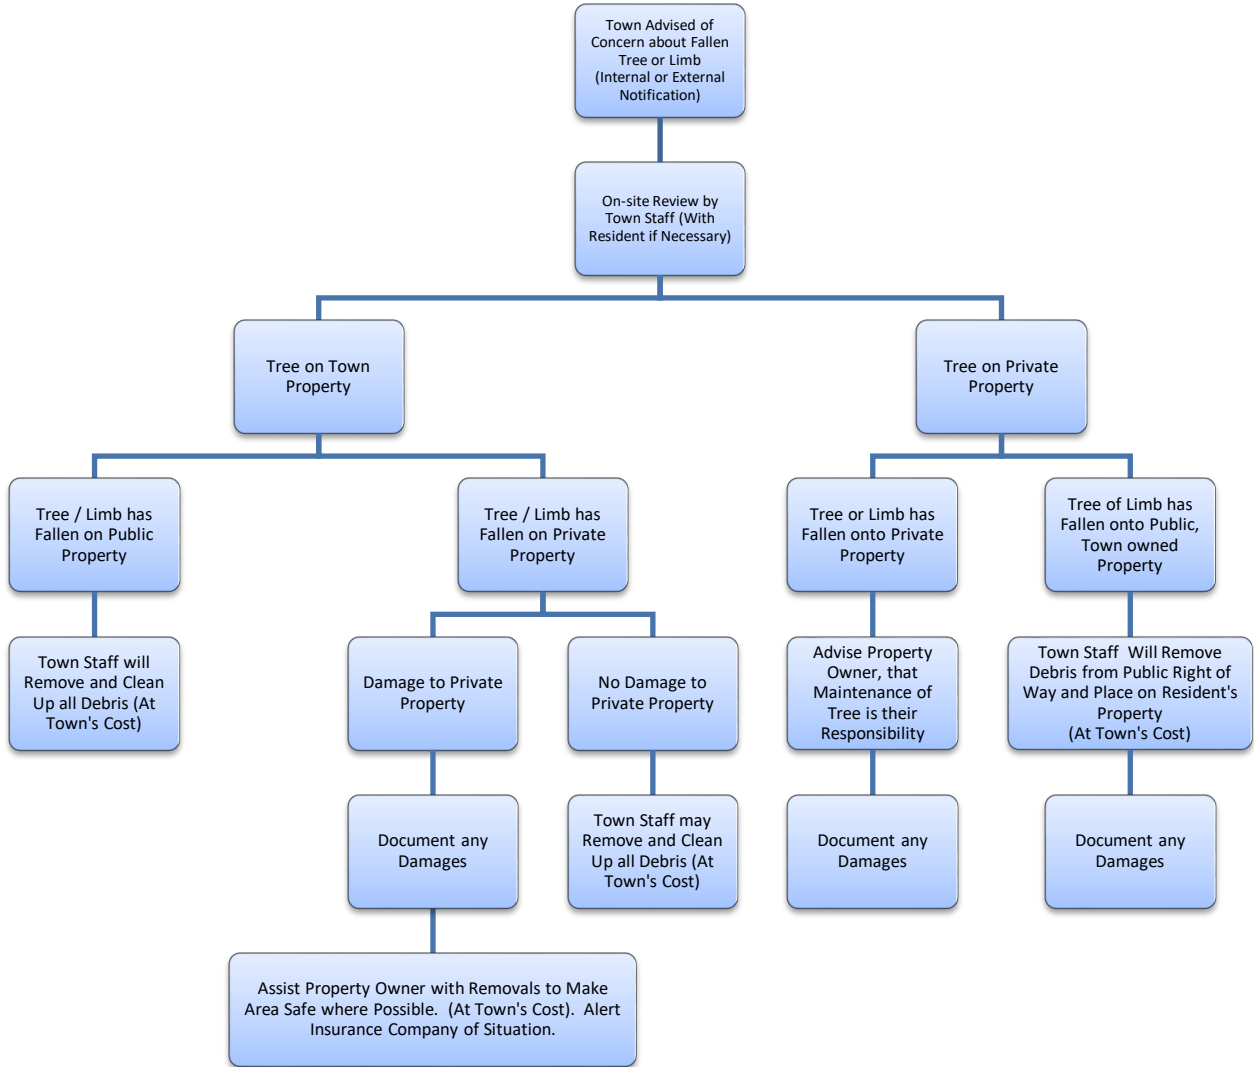 Town Advised of
Concern about Fallen
Tree or Limb
(Internal or External
Notification)
On-site Review by
Town Staff (With
Resident if Necessary)
Tree on Town
Property
Tree on Private
Property
Tree / Limb has
Fallen on Public
Property
Tree / Limb has
Fallen on Private
Property
Tree or Limb has
Fallen onto Private
Property
Tree of Limb has
Fallen onto Public,
Town owned
Property
Town Staff will
Remove and Clean
Up all Debris (At
Town's Cost)
Damage to Private
Property
No Damage to
Private Property
Advise Property
Owner, that
Maintenance of
Tree is their
Responsibility
Town Staff Will Remove
Debris from Public Right of
Way and Place on Resident's
Property
(At Town's Cost)
Document any
Damages
Town Staff may
Remove and Clean
Up all Debris (At
Town's Cost)
Document any
Damages
Document any
Damages
Assist Property Owner with Removals to Make
Area Safe where Possible. (At Town's Cost). Alert
Insurance Company of Situation.